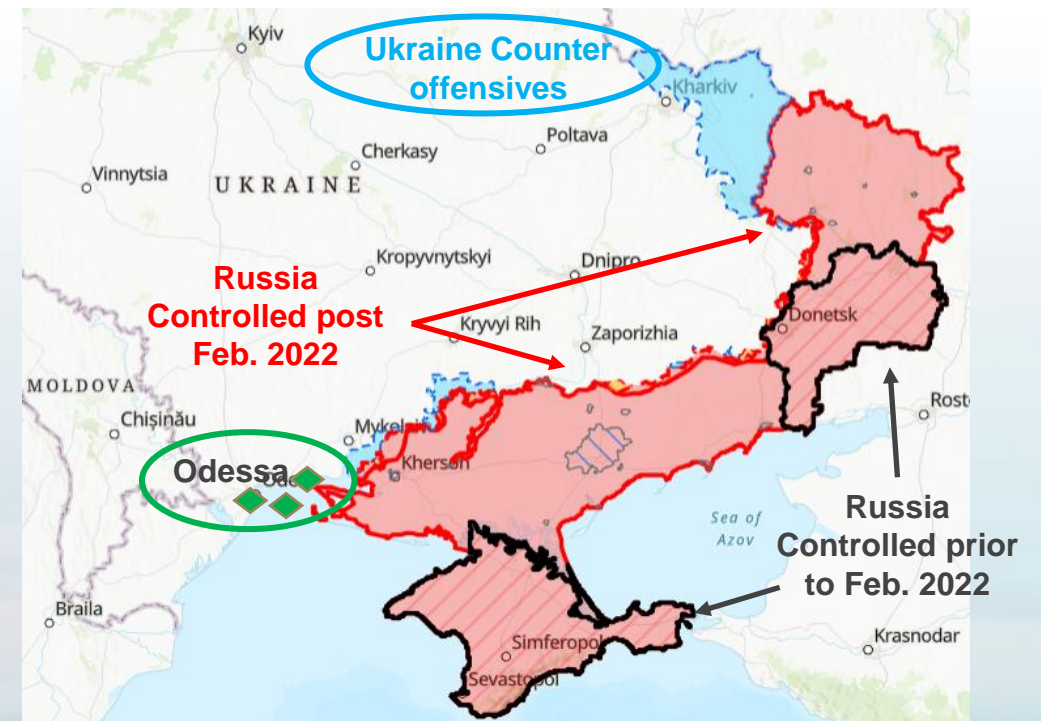 Kyiv
Ukraine Counter
offensives
Kharkiv
Poltava
Cherkasy
Vinnytsia
UKRAINE
Kropyvnytskyi
Dnipro
Russia
Controlled post
Feb. 2022
Kryvyi Rih
Zaporizhia
Donetsk
MOLDOVA
Chișinău
Rost
Kherson
Odessa
Sea of
Azov
Russia
Controlled prior
to Feb. 2022
Braila
Simferopol
Krasnodar
Sevastopol